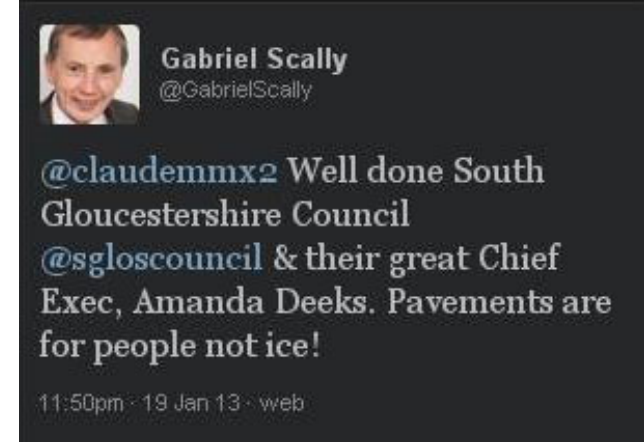 Gabriel Scally
@GabrielScally
@claudemmx2 Well done South
Gloucestershire Council
@sgloscouncil & their great Chief
Exec, Amanda Deeks. Pavements are
for people not ice!
11:50pm · 19 Jan 13 · web